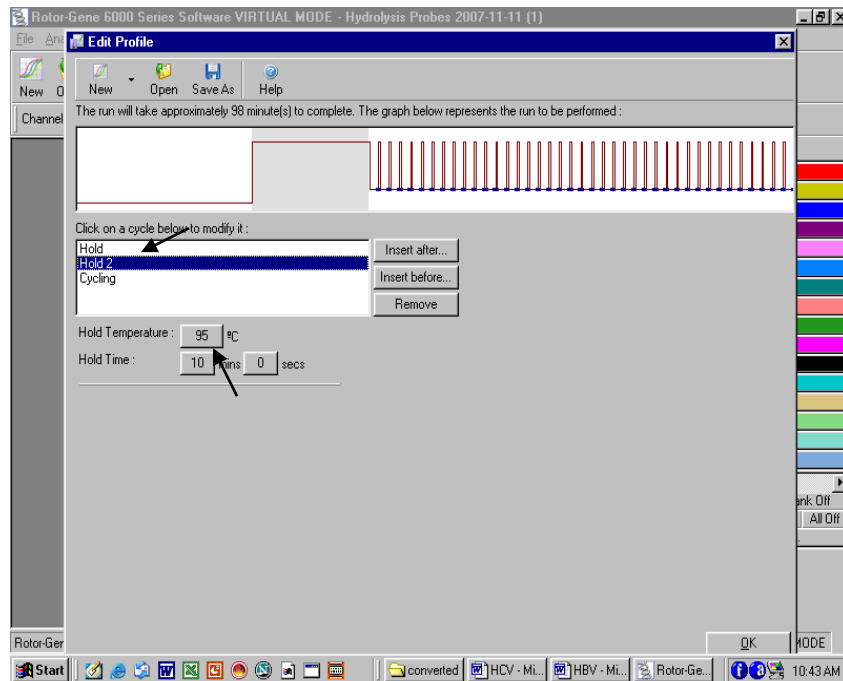 Rotor-Gene 6000 Series Software VIRTUAL MODE - Hydrolysis Probes 2007-11-11 (1)
File Ana
Edit Profile
New
New Open Save As Help
Channel
The run will take approximately 98 minute(s) to complete. The graph below represents the run to be performed :
Click on a cycle below to modify it :
Hold
Hold 2
Cycling
Insert after...
Insert before...
Remove
Hold Temperature : 95 ºC
Hold Time : 10 mins 0 secs
ank Off
All Off
OK
Rotor-Ger
MODE
Start converted HCV - Mi... HBV - Mi... Rotor-Ge... 10:43 AM